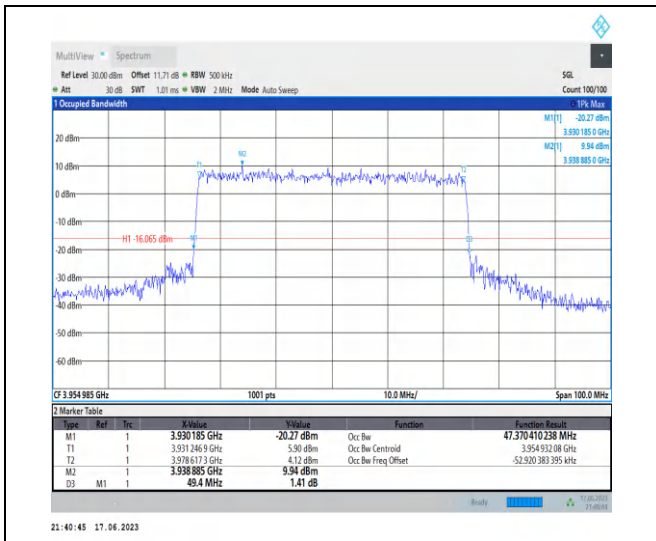 MultiView Spectrum
Ref Level 30.00 dBm Offset 11.71 dB RBW 500 kHz SGL
Att 30 dB SWT 1.01 ms VBW 2 MHz Mode Auto Sweep Count 100/100
1 Occupied Bandwidth 1Pk Max
M1[1] -20.27 dBm
3.930 185 0 GHz
M2[1] 9.94 dBm
3.938 885 0 GHz
20 dBm
M2
T1 T2
10 dBm
0 dBm
-10 dBm
H1 -16.065 dBm
M1 D3
-20 dBm
-30 dBm
-40 dBm
-50 dBm
-60 dBm
CF 3.954 985 GHz 1001 pts 10.0 MHz/ Span 100.0 MHz
2 Marker Table
Type Ref Trc X-Value Y-Value Function Function Result
M1 1 3.930185 GHz -20.27 dBm Occ Bw 47.370 410 238 MHz
T1 1 3.931 246 9 GHz 5.90 dBm Occ Bw Centroid 3.954 932 08 GHz
T2 1 3.978 617 3 GHz 4.12 dBm Occ Bw Freq Offset -52.920 383 395 kHz
M2 1 3.938885 GHz 9.94 dBm
D3 M1 1 49.4 MHz 1.41 dB
Ready 17.06.2023
21:40:45 17.06.2023